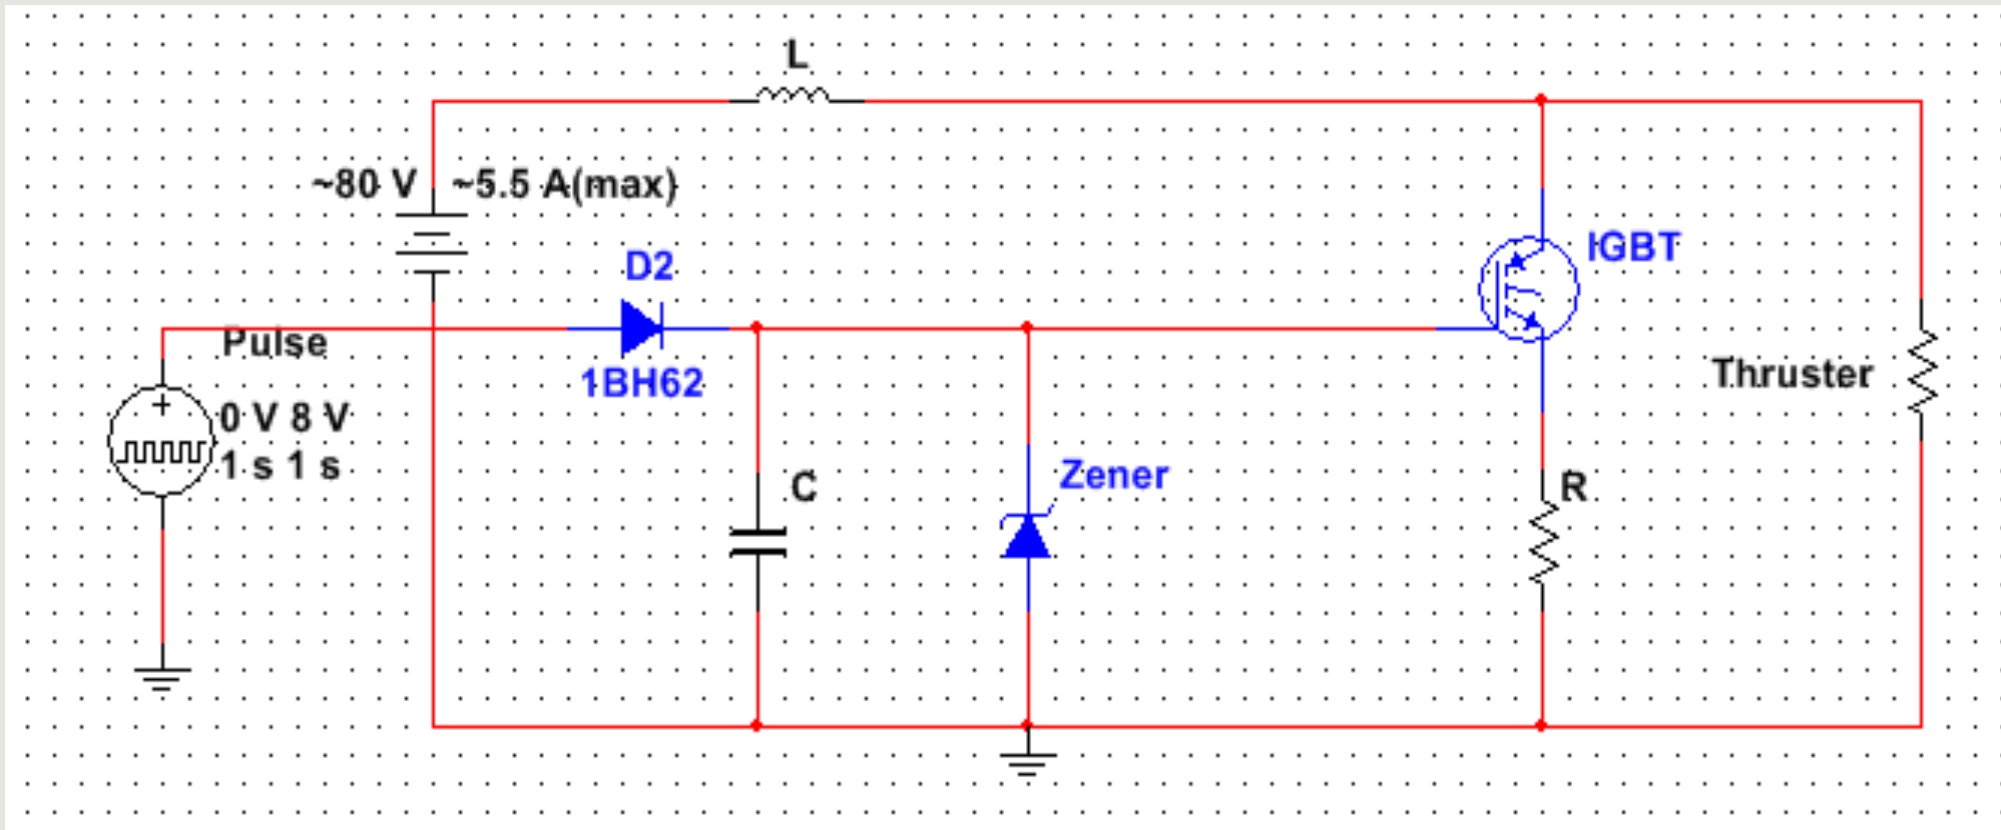 L
~80 V ~5.5 A(max)
IGBT
D2
Pulse
1BH62
Thruster
0 V 8 V
1 s 1 s
Zener
C
R